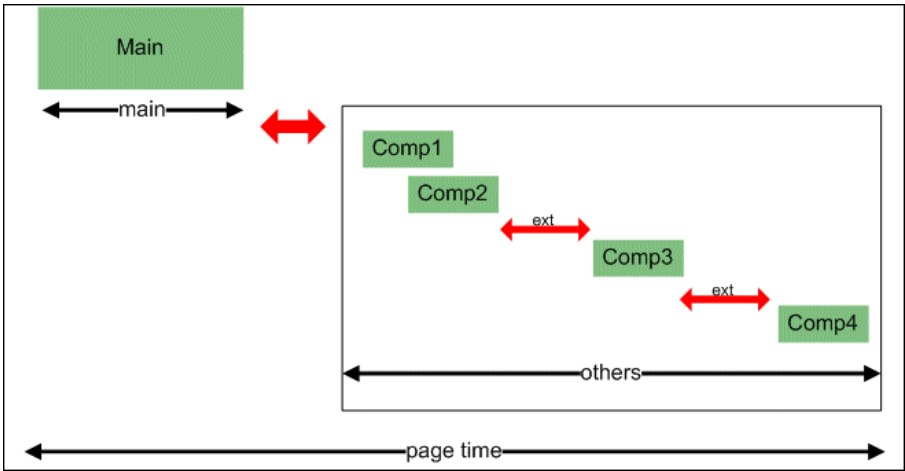 Main
main
Comp1
Comp2
ext
Comp3
ext
Comp4
others
page time